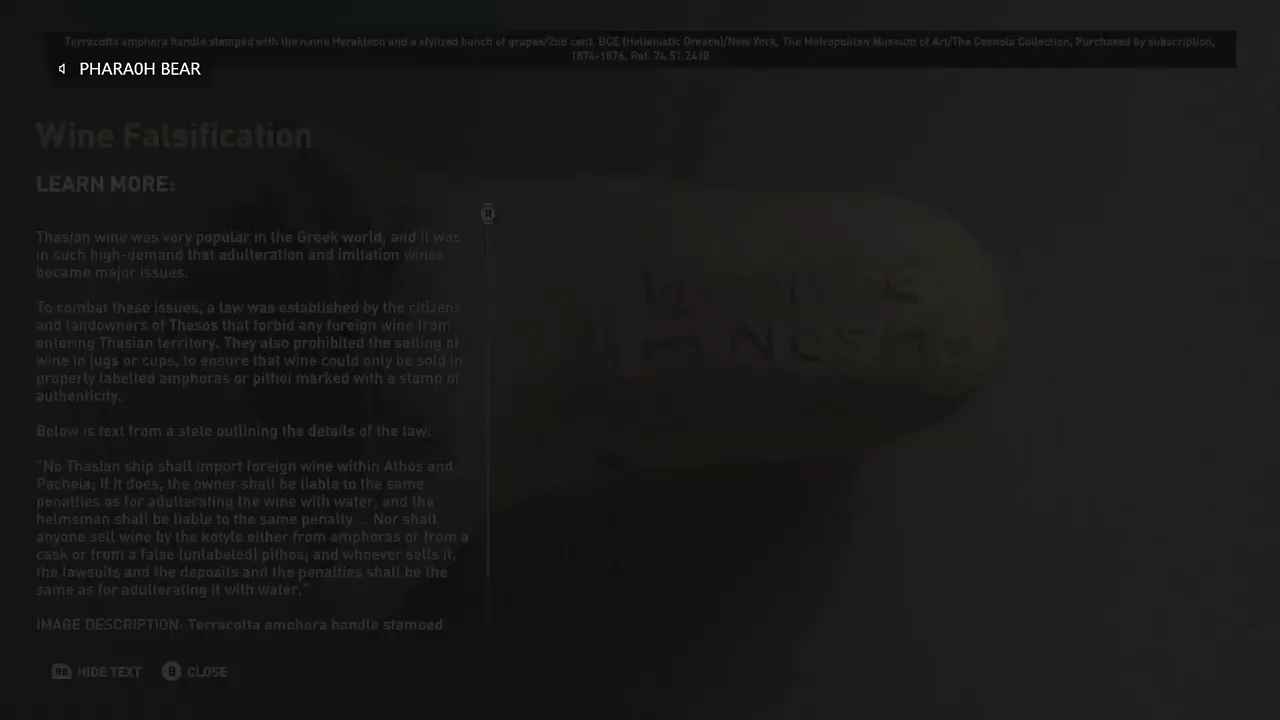 Terracotta amphora handle stamped with the name Herakleon and a stylized bunch of grapes/2nd cent. BCE (Hellenistic Greece)/New York, The Metropolitan Museum of Art/The Cesnola Collection, Purchased by subscription,
1874-1876, Ref. 74.51.2418
PHARA0H BEAR
Wine Falsification
LEARN MORE:
Thasian wine was very popular in the Greek world, and it was
in such high-demand that adulteration and imitation wines
became major issues.
To combat these issues, a law was established by the citizens
and landowners of Thasos that forbid any foreign wine from
entering Thasian territory. They also prohibited the selling of
wine in jugs or cups, to ensure that wine could only be sold in
properly labelled amphoras or pithoi marked with a stamp of
authenticity.
Below is text from a stele outlining the details of the law:
"No Thasian ship shall import foreign wine within Athos and
Pacheia; if it does, the owner shall be liable to the same
penalties as for adulterating the wine with water, and the
helmsman shall be liable to the same penalty ... Nor shall
anyone sell wine by the kotyle either from amphoras or from a
cask or from a false [unlabeled] pithos; and whoever sells it,
the lawsuits and the deposits and the penalties shall be the
same as for adulterating it with water."
IMAGE DESCRIPTION: Terracotta amphora handle stamped
R
RB HIDE TEXT B CLOSE